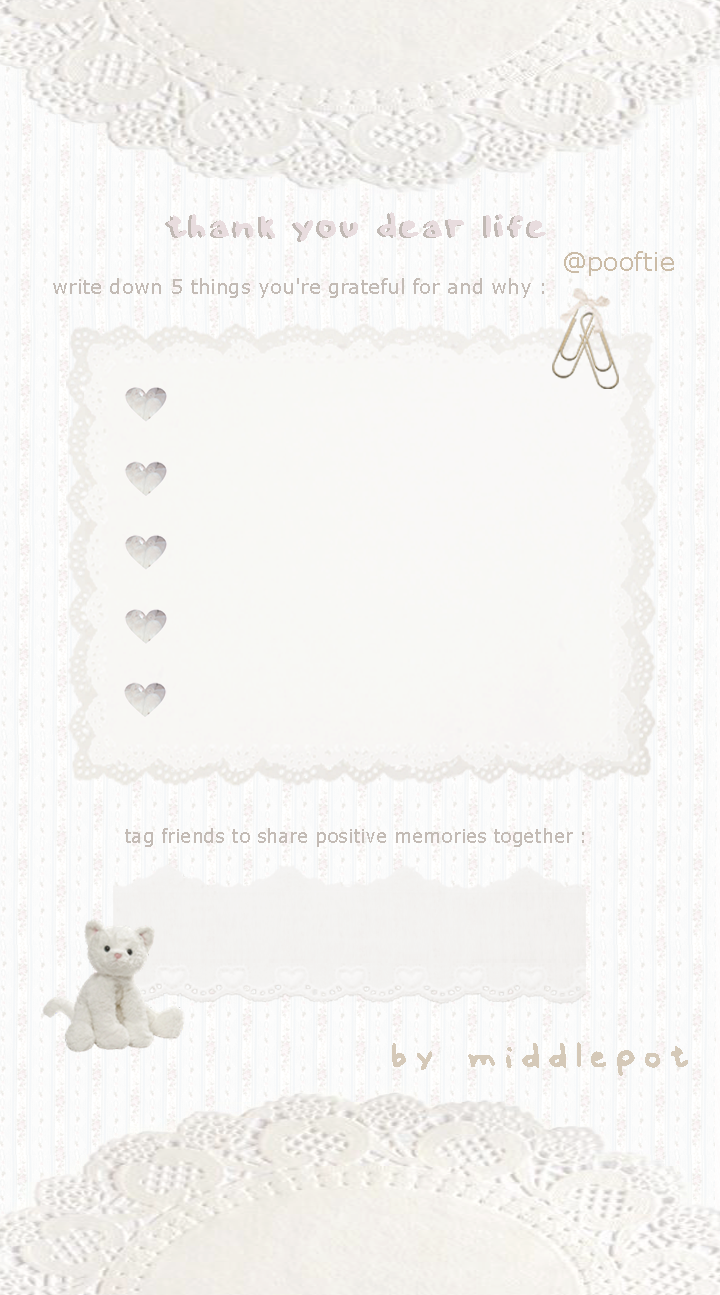 thank you dear life
@pooftie
write down 5 things you're grateful for and why :
tag friends to share positive memories together :
by middlepot